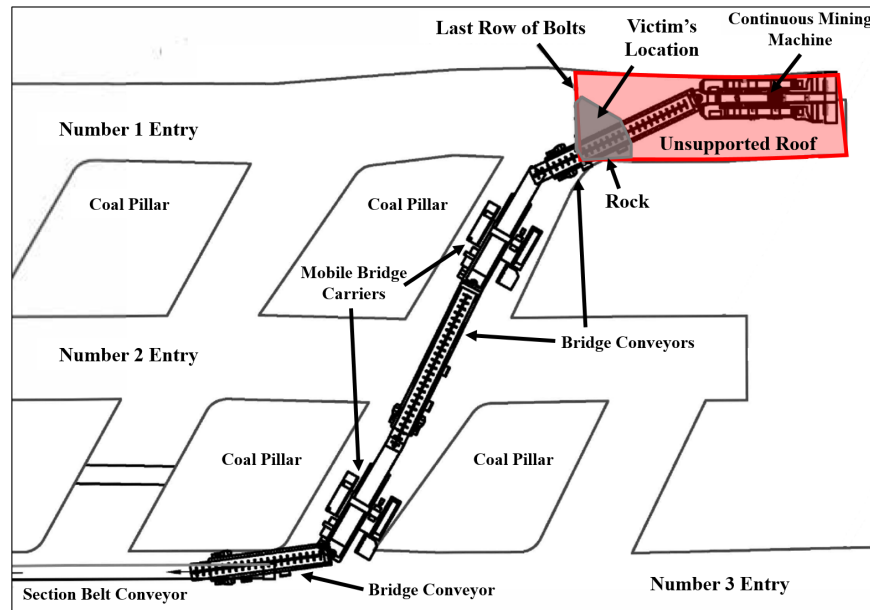 Continuous Mining
Machine
Victim's
Location
Last Row of Bolts
Number 1 Entry
Unsupported Roof
Rock
Coal Pillar
Coal Pillar
Mobile Bridge
Carriers
Bridge Conveyors
Number 2 Entry
Coal Pillar
Coal Pillar
Section Belt Conveyor
Bridge Conveyor
Number 3 Entry